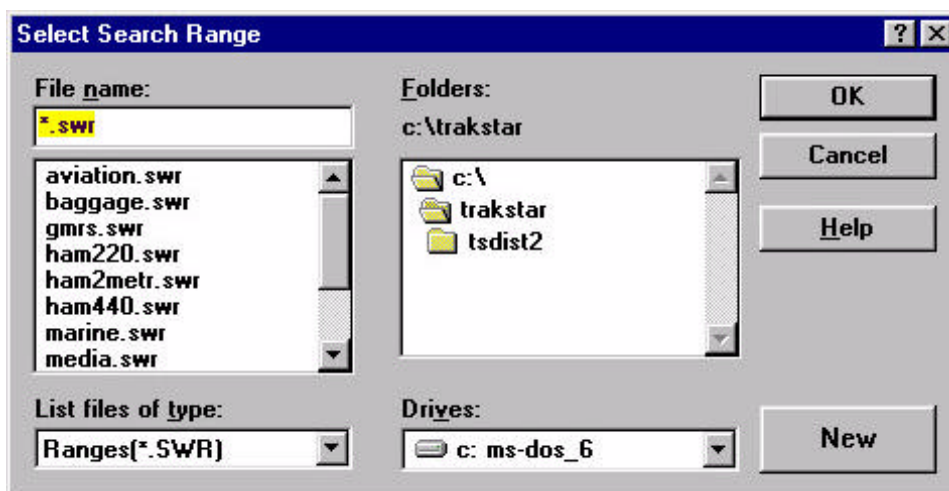 Select Search Range
File name:
*.swr
aviation.swr
baggage.swr
gmrs.swr
ham220.swr
ham2metr.swr
ham440.swr
marine.swr
media.swr
List files of type:
Ranges(*.SWR)
Folders:
c:\trakstar
c:\
trakstar
tsdist2
Drives:
c: ms-dos_6
OK
Cancel
Help
New